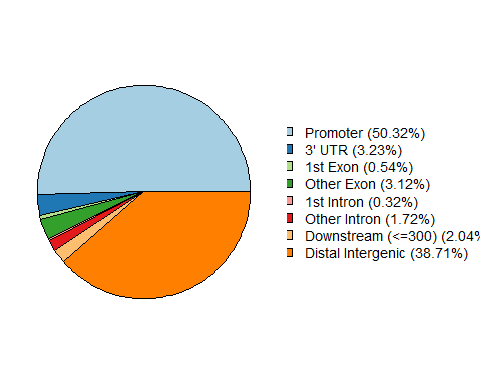 Promoter (50.32%)
3' UTR (3.23%)
1st Exon (0.54%)
Other Exon (3.12%)
1st Intron (0.32%)
Other Intron (1.72%)
Downstream (<=300) (2.04%
Distal Intergenic (38.71%)